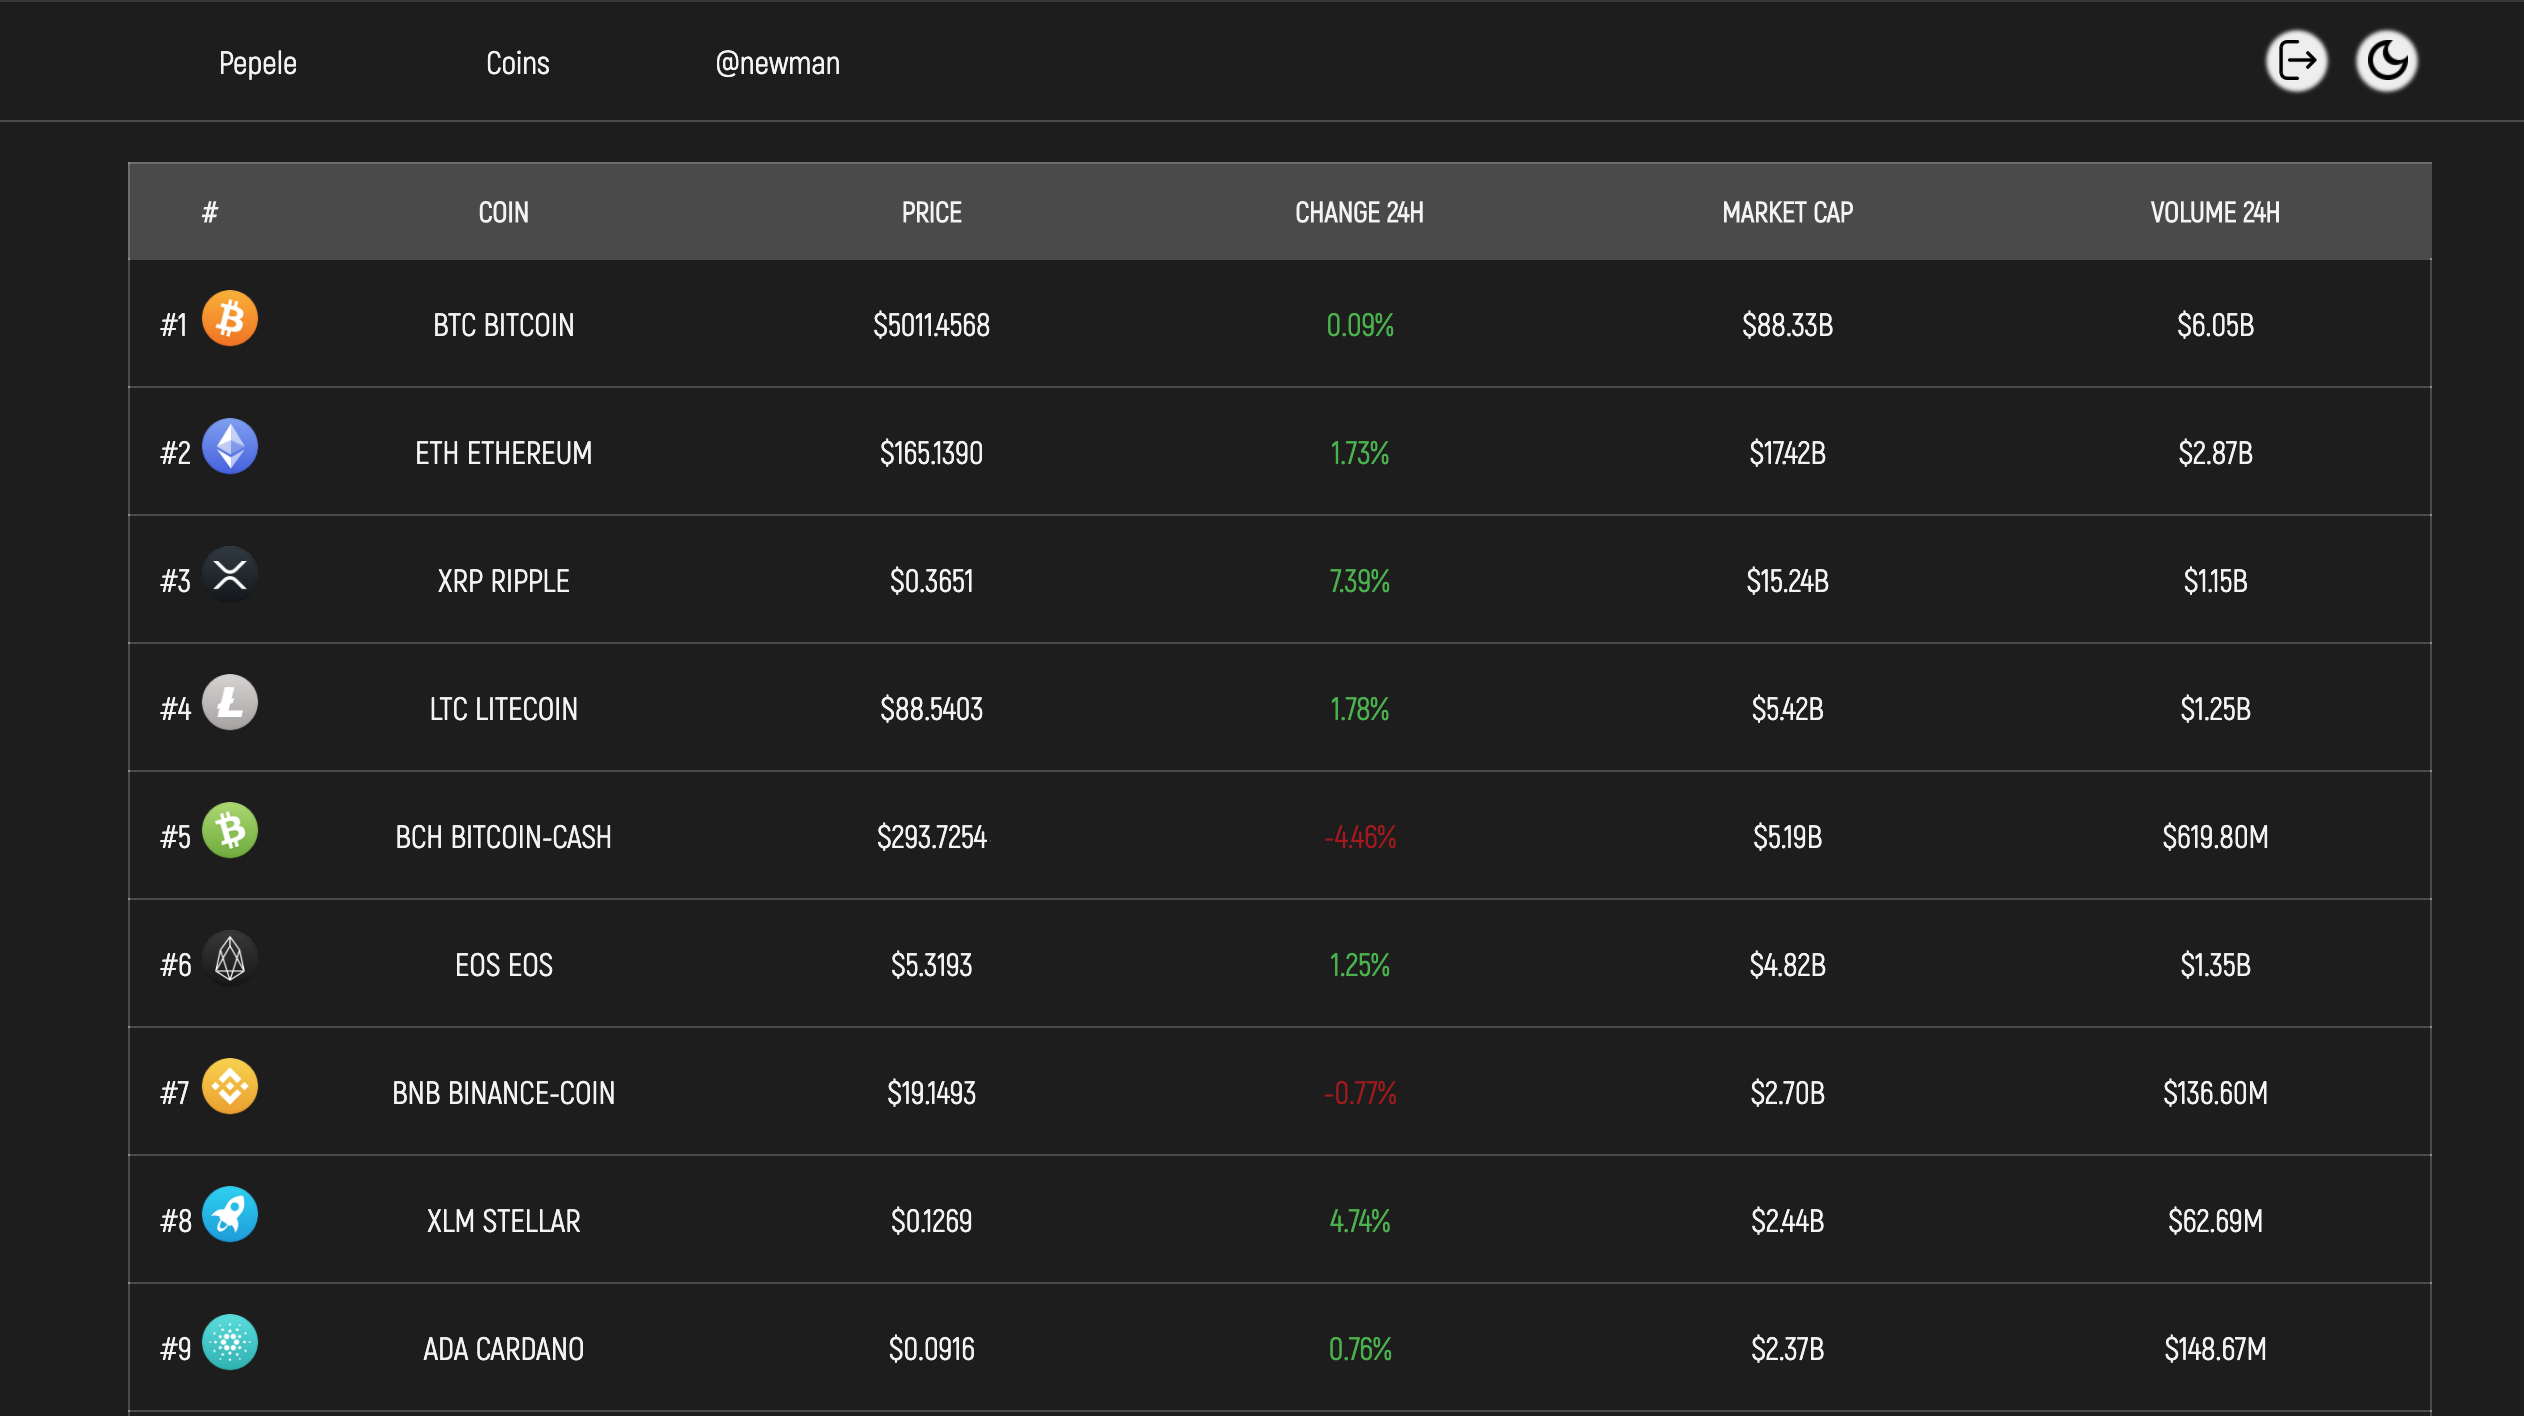 Pepele Coins @newman
# COIN PRICE CHANGE 24H MARKET CAP VOLUME 24H
#1 BTC BITCOIN $5011.4568 0.09% $88.33B $6.05B
#2 ETH ETHEREUM $165.1390 1.73% $17.42B $2.87B
#3 XRP RIPPLE $0.3651 7.39% $15.24B $1.15B
#4 LTC LITECOIN $88.5403 1.78% $5.42B $1.25B
#5 BCH BITCOIN-CASH $293.7254 -4.46% $5.19B $619.80M
#6 EOS EOS $5.3193 1.25% $4.82B $1.35B
#7 BNB BINANCE-COIN $19.1493 -0.77% $2.70B $136.60M
#8 XLM STELLAR $0.1269 4.74% $2.44B $62.69M
#9 ADA CARDANO $0.0916 0.76% $2.37B $148.67M